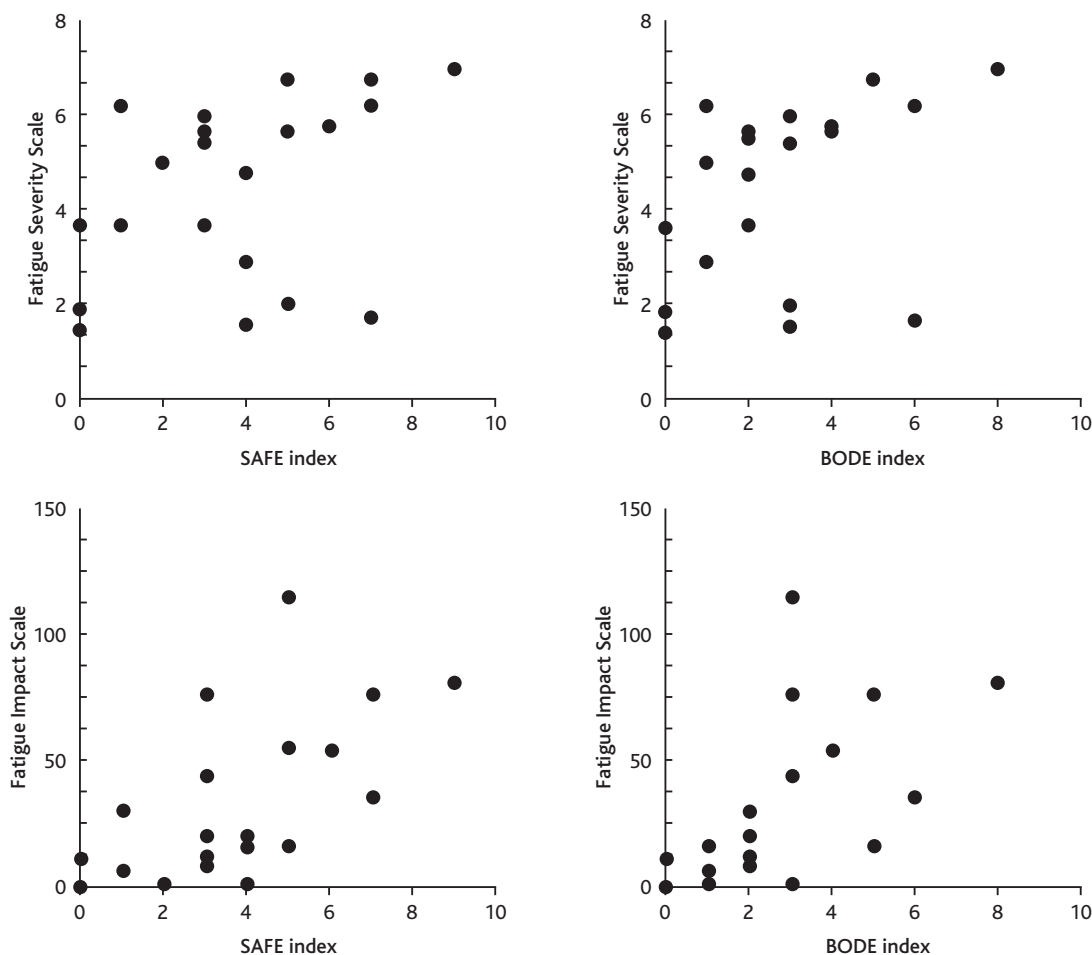 8
6
4
2
0
Fatigue Severity Scale
0 2 4 6 8 10
SAFE index
8
6
4
2
0
Fatigue Severity Scale
0 2 4 6 8 10
BODE index
150
100
50
0
Fatigue Impact Scale
0 2 4 6 8 10
SAFE index
150
100
50
0
Fatigue Impact Scale
0 2 4 6 8 10
BODE index